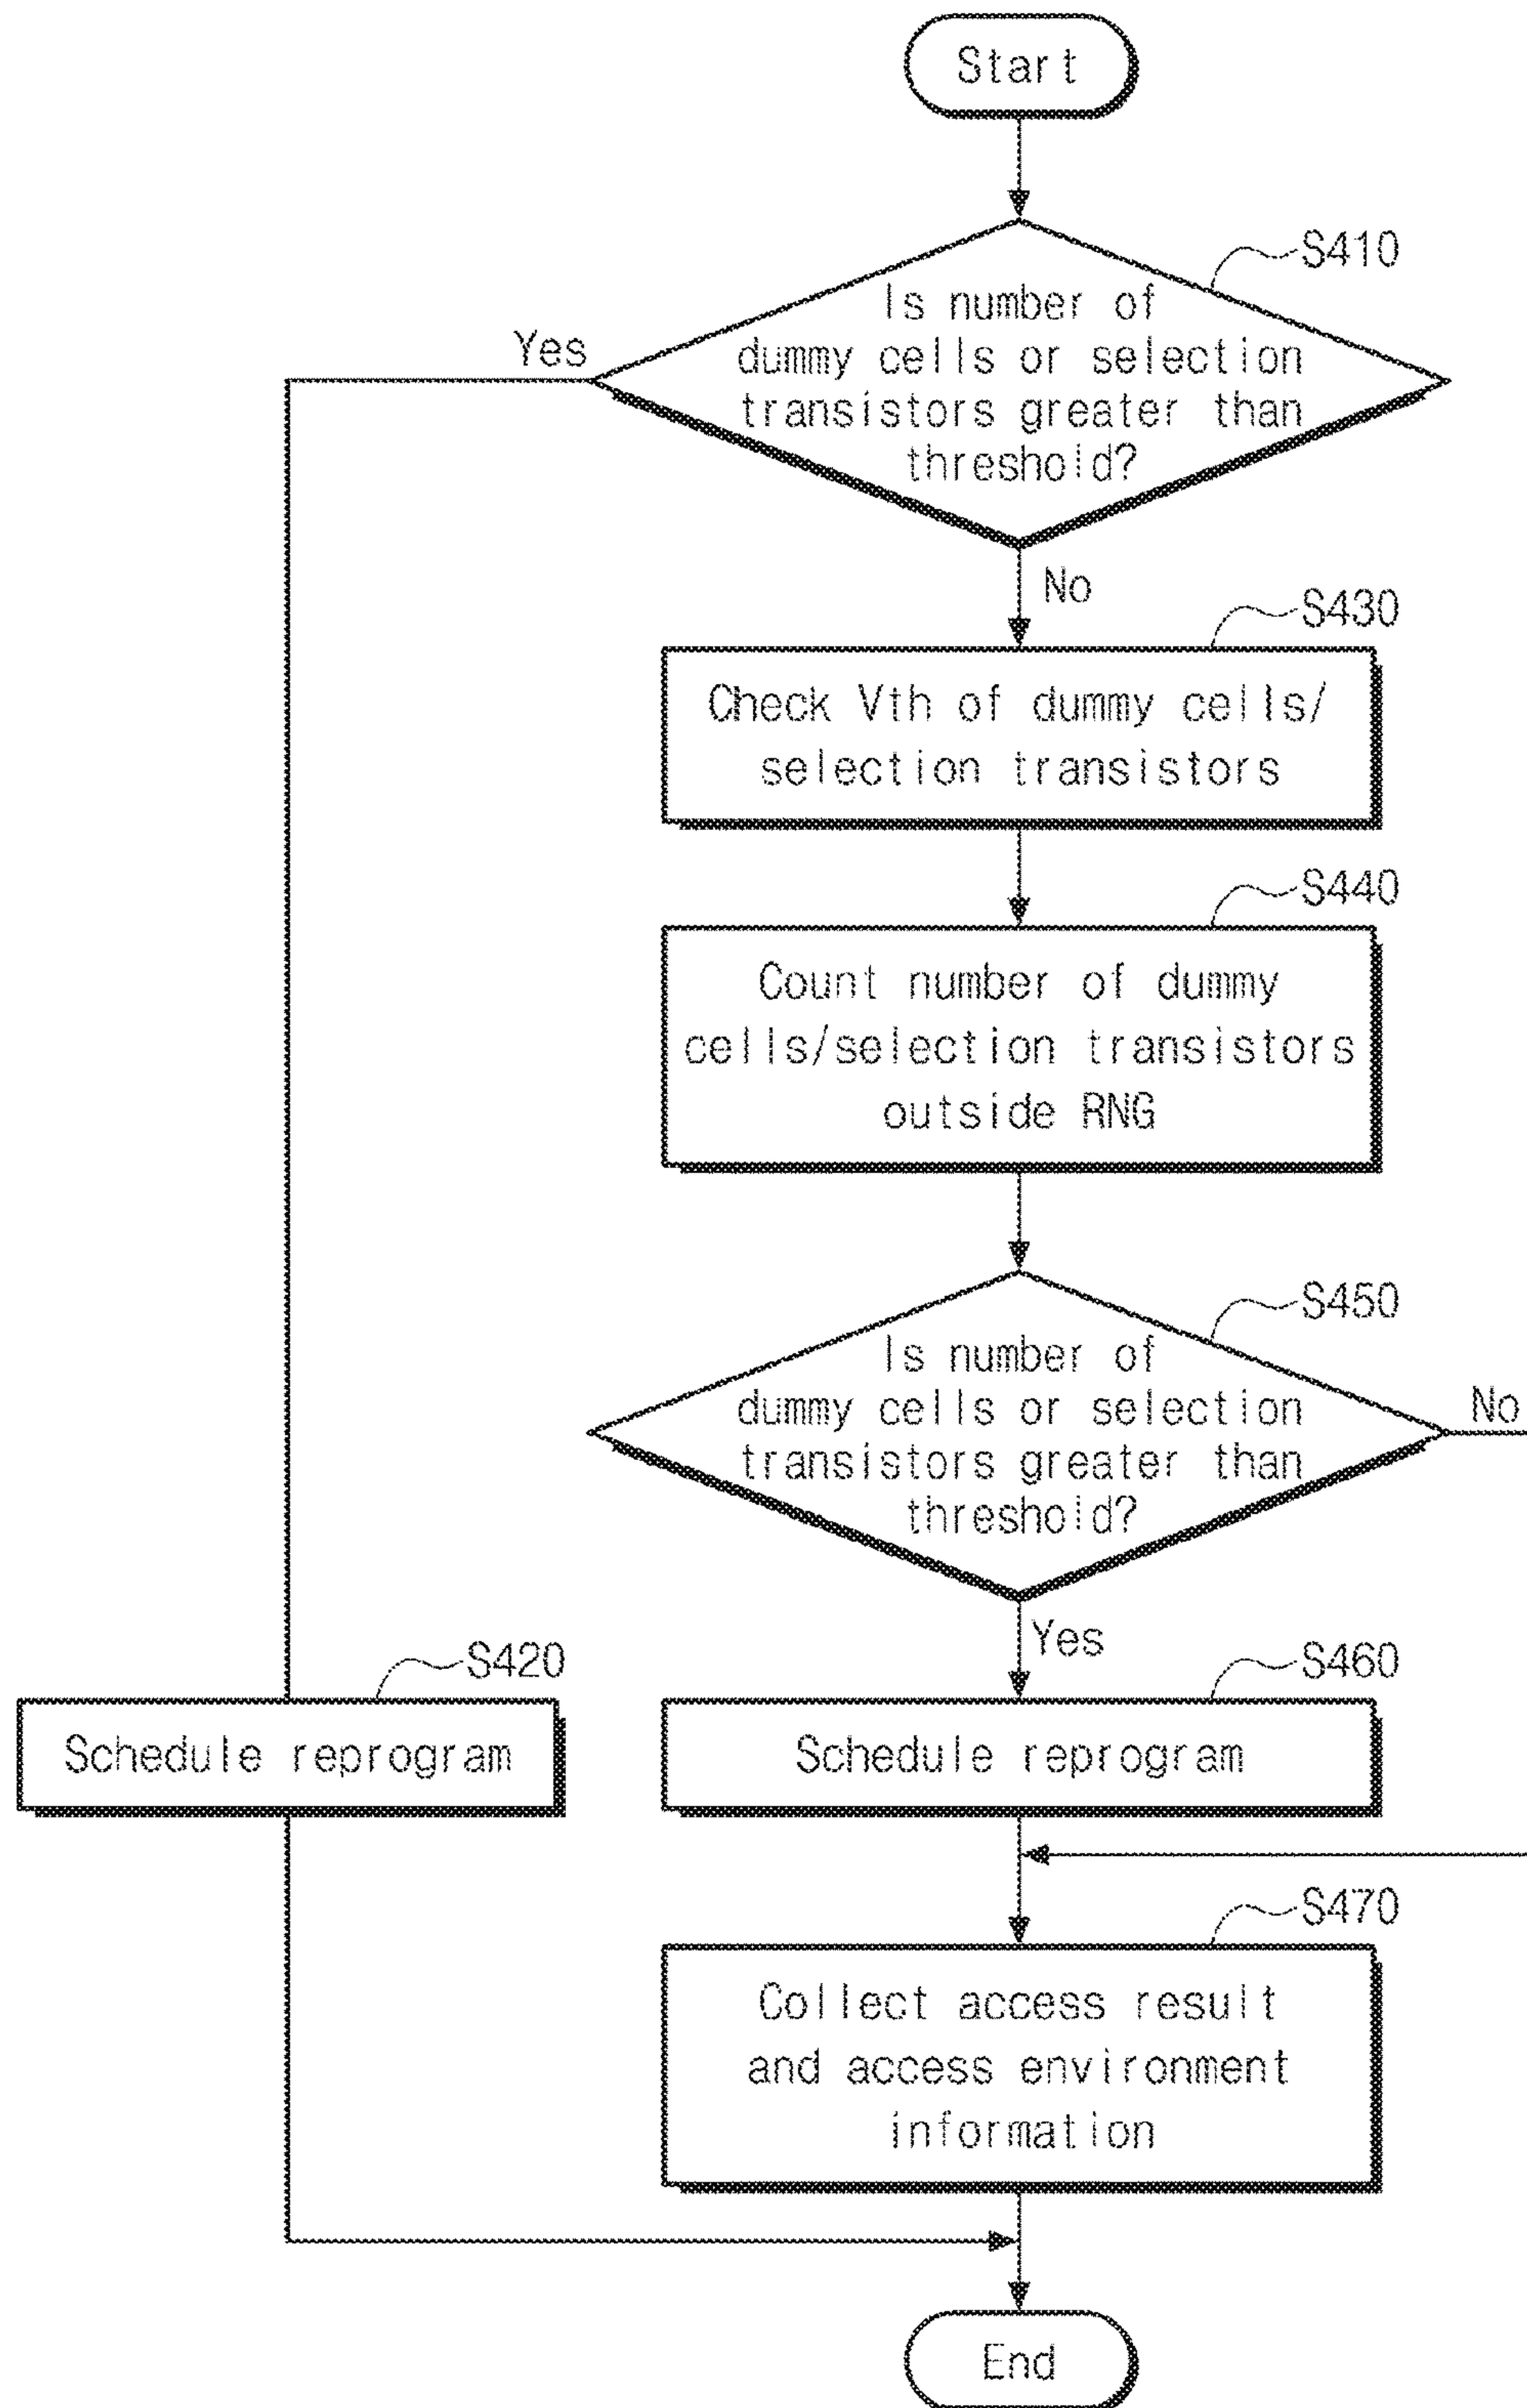 Start
S410
Is number of
dummy cells or selection
transistors greater than
threshold?
Yes
No
S430
Check Vth of dummy cells/
selection transistors
S440
Count number of dummy
cells/selection transistors
outside RNG
S450
Is number of
dummy cells or selection
transistors greater than
threshold?
No
Yes
S420
Schedule reprogram
S460
Schedule reprogram
S470
Collect access result
and access environment
information
End